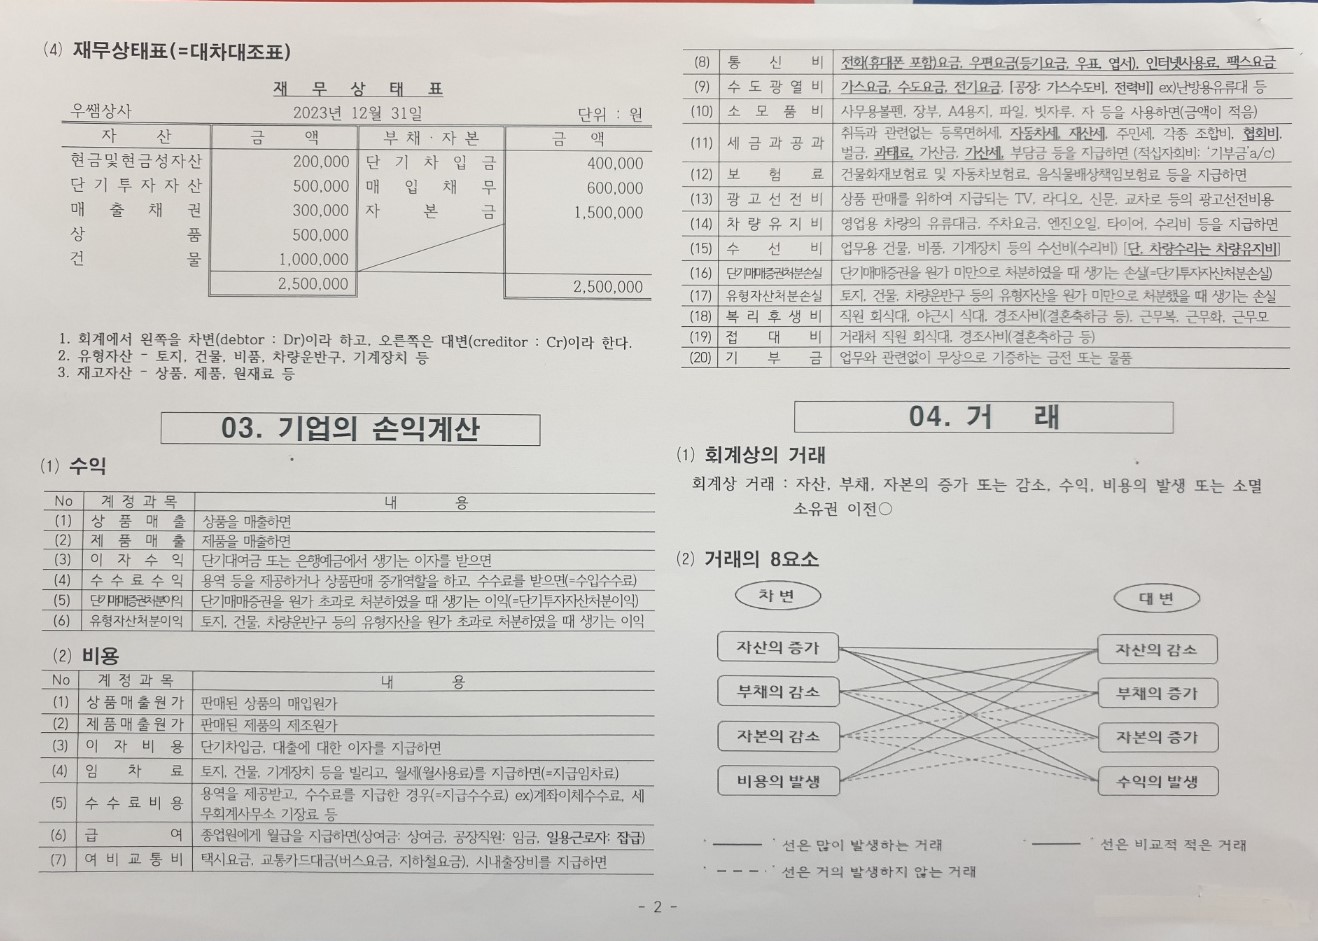 (4) 재무상태표(=대차대조표)
재 무 상 태 표
우쌤상사 2023년 12월 31일 단위 : 원
자 산 금 액 부 채 · 자 본 금 액
현금및현금성자산 200,000 단 기 차 입 금 400,000
단 기 투 자 자 산 500,000 매 입 채 무 600,000
매 출 채 권 300,000 자 본 금 1,500,000
상 품 500,000
건 물 1,000,000
2,500,000 2,500,000
1. 회계에서 왼쪽을 차변(debtor : Dr)이라 하고, 오른쪽은 대변(creditor : Cr)이라 한다.
2. 유형자산 - 토지, 건물, 비품, 차량운반구, 기계장치 등
3. 재고자산 - 상품, 제품, 원재료 등
03. 기업의 손익계산
(1) 수익
No 계 정 과 목 내 용
(1) 상 품 매 출 상품을 매출하면
(2) 제 품 매 출 제품을 매출하면
(3) 이 자 수 익 단기대여금 또는 은행예금에서 생기는 이자를 받으면
(4) 수 수 료 수 익 용역 등을 제공하거나 상품판매 중개역할을 하고, 수수료를 받으면(=수입수수료)
(5) 단기매매증권처분이익 단기매매증권을 원가 초과로 처분하였을 때 생기는 이익(=단기투자자산처분이익)
(6) 유형자산처분이익 토지, 건물, 차량운반구 등의 유형자산을 원가 초과로 처분하였을 때 생기는 이익
(2) 비용
No 계 정 과 목 내 용
(1) 상 품 매 출 원 가 판매된 상품의 매입원가
(2) 제 품 매 출 원 가 판매된 제품의 제조원가
(3) 이 자 비 용 단기차입금, 대출에 대한 이자를 지급하면
(4) 임 차 료 토지, 건물, 기계장치 등을 빌리고, 월세(월사용료)를 지급하면(=지급임차료)
(5) 수 수 료 비 용 용역을 제공받고, 수수료를 지급한 경우(=지급수수료) ex)계좌이체수수료, 세
무회계사무소 기장료 등
(6) 급 여 종업원에게 월급을 지급하면(상여금: 상여금, 공장직원: 임금, 일용근로자: 잡급)
(7) 여 비 교 통 비 택시요금, 교통카드대금(버스요금, 지하철요금), 시내출장비를 지급하면
(8) 통 신 비 전화(휴대폰 포함)요금, 우편요금(등기요금, 우표, 엽서), 인터넷사용료, 팩스요금
(9) 수 도 광 열 비 가스요금, 수도요금, 전기요금, [공장: 가스수도비, 전력비] ex)난방용유류대 등
(10) 소 모 품 비 사무용볼펜, 장부, A4용지, 파일, 빗자루, 자 등을 사용하면(금액이 적음)
(11) 세 금 과 공 과 취득과 관련없는 등록면허세, 자동차세, 재산세, 주민세, 각종 조합비, 협회비,
벌금, 과태료, 가산금, 가산세, 부담금 등을 지급하면 (적십자회비: '기부금'a/c)
(12) 보 험 료 건물화재보험료 및 자동차보험료, 음식물배상책임보험료 등을 지급하면
(13) 광 고 선 전 비 상품 판매를 위하여 지급되는 TV, 라디오, 신문, 교차로 등의 광고선전비용
(14) 차 량 유 지 비 영업용 차량의 유류대금, 주차요금, 엔진오일, 타이어, 수리비 등을 지급하면
(15) 수 선 비 업무용 건물, 비품, 기계장치 등의 수선비(수리비) [단, 차량수리는 차량유지비]
(16) 단기매매증권처분손실 단기매매증권을 원가 미만으로 처분하였을 때 생기는 손실(=단기투자자산처분손실)
(17) 유형자산처분손실 토지, 건물, 차량운반구 등의 유형자산을 원가 미만으로 처분했을 때 생기는 손실
(18) 복 리 후 생 비 직원 회식대, 야근시 식대, 경조사비(결혼축하금 등), 근무복, 근무화, 근무모
(19) 접 대 비 거래처 직원 회식대, 경조사비(결혼축하금 등)
(20) 기 부 금 업무와 관련없이 무상으로 기증하는 금전 또는 물품
04. 거 래
(1) 회계상의 거래
회계상 거래 : 자산, 부채, 자본의 증가 또는 감소, 수익, 비용의 발생 또는 소멸
소유권 이전○
(2) 거래의 8요소
차 변 대 변
자산의 증가 자산의 감소
부채의 감소 부채의 증가
자본의 감소 자본의 증가
비용의 발생 수익의 발생
' ——— ' 선은 많이 발생하는 거래 ' ——— ' 선은 비교적 적은 거래
' - - - ' 선은 거의 발생하지 않는 거래
- 2 -